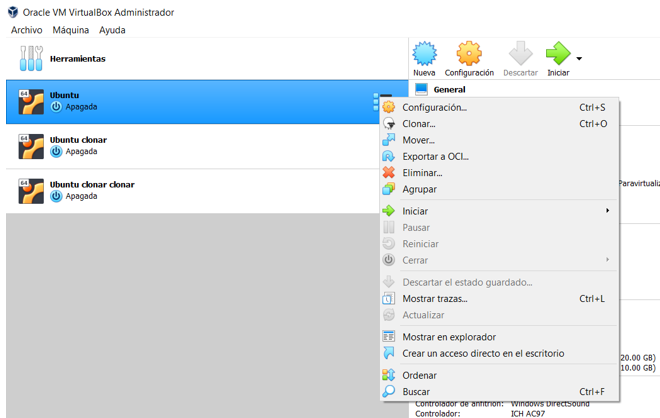 Oracle VM VirtualBox Administrador
Archivo Máquina Ayuda
Herramientas
Nueva Configuración Descartar Iniciar
64
Ubuntu
Apagada
General
64
Ubuntu clonar
Apagada
64
Ubuntu clonar clonar
Apagada
Configuración... Ctrl+S
Clonar... Ctrl+O
Mover...
Exportar a OCI...
Eliminar...
Agrupar
Iniciar
Pausar
Reiniciar
Cerrar
Descartar el estado guardado...
Mostrar trazas... Ctrl+L
Actualizar
Mostrar en explorador
Crear un acceso directo en el escritorio
Ordenar
Buscar Ctrl+F
20.00 GB)
10.00 GB)
Controlador de anfitrión: Windows DirectSound
Controlador: ICH AC97